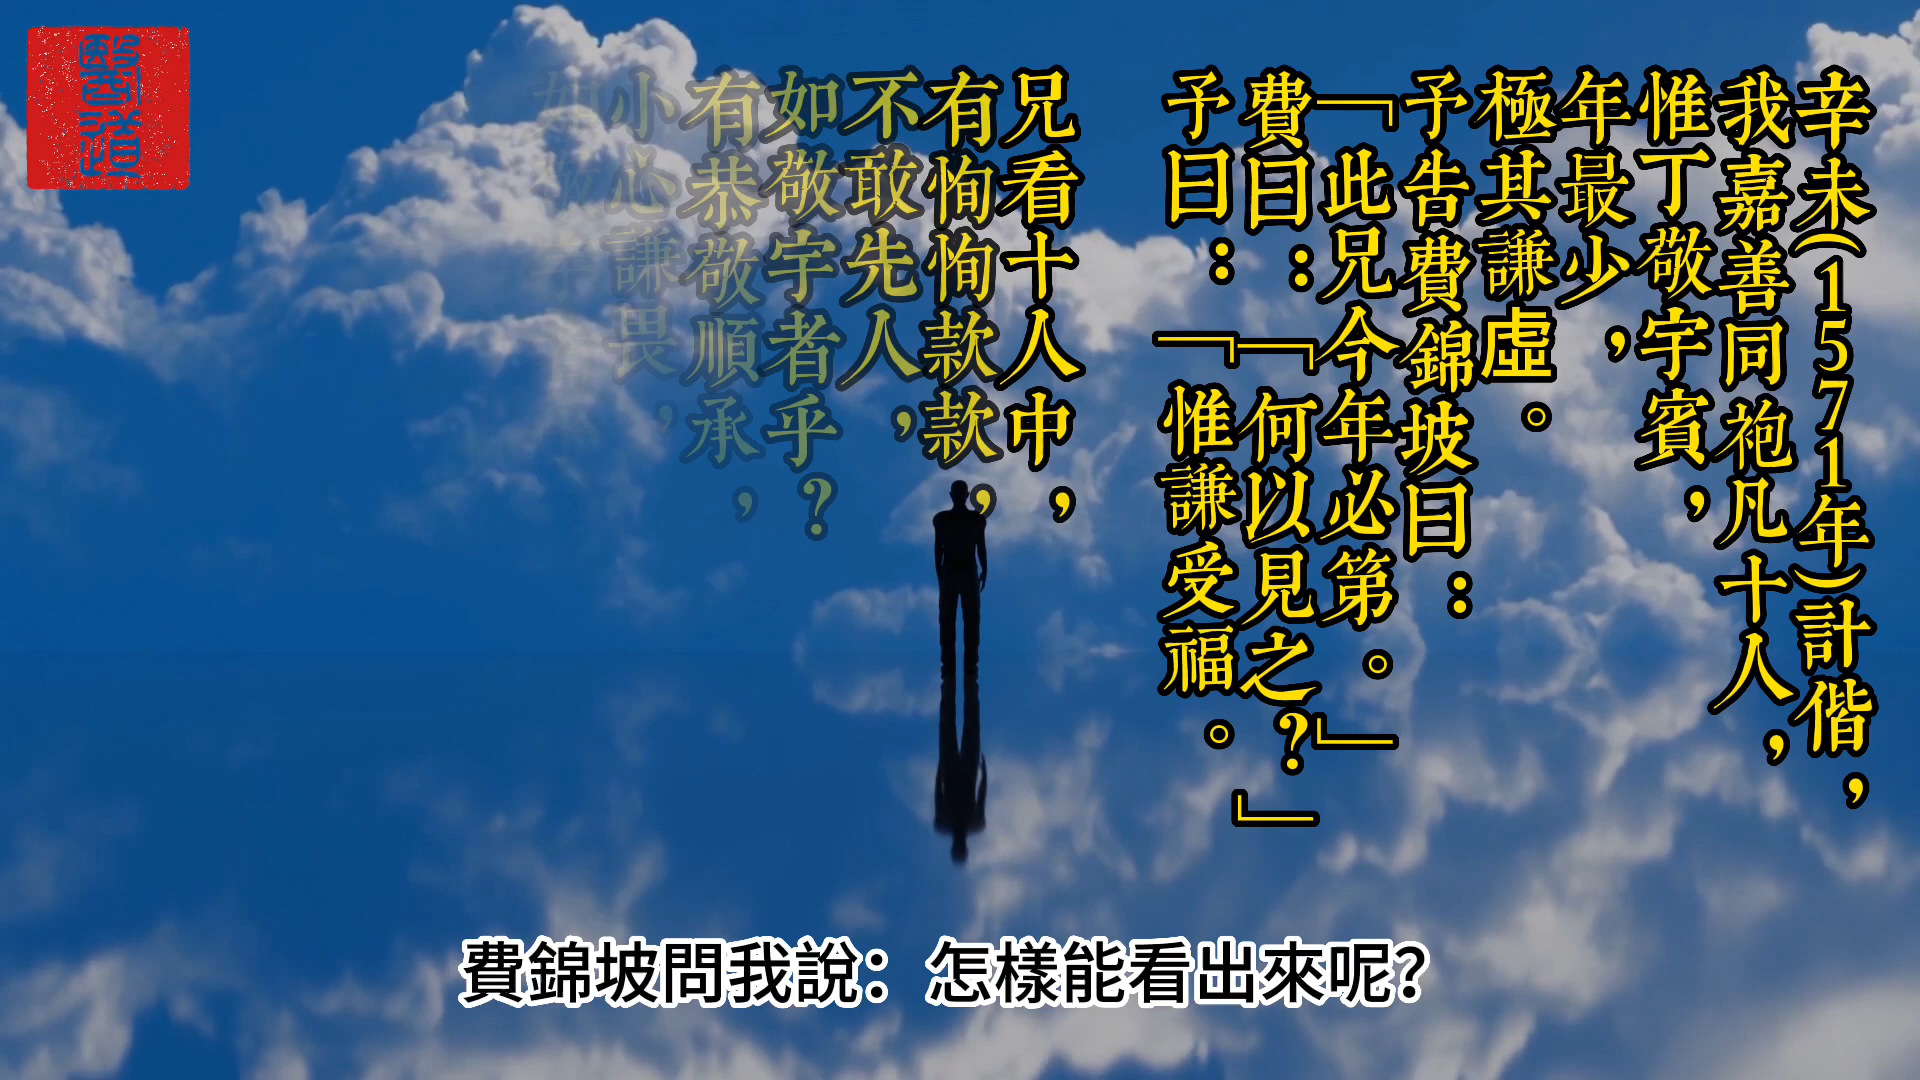 辛未(1571年)計偕，
我嘉善同袍凡十人，
惟丁敬宇賓，
年最少，
極其謙虛。
予告費錦坡曰：
「此兄今年必第。」
費曰：「何以見之？」
予曰：「惟謙受福。
兄看十人中，
有恂恂款款，
不敢先人，
如敬宇者乎？
有恭敬順承，
小心謙畏，
費錦坡問我說：怎樣能看出來呢？